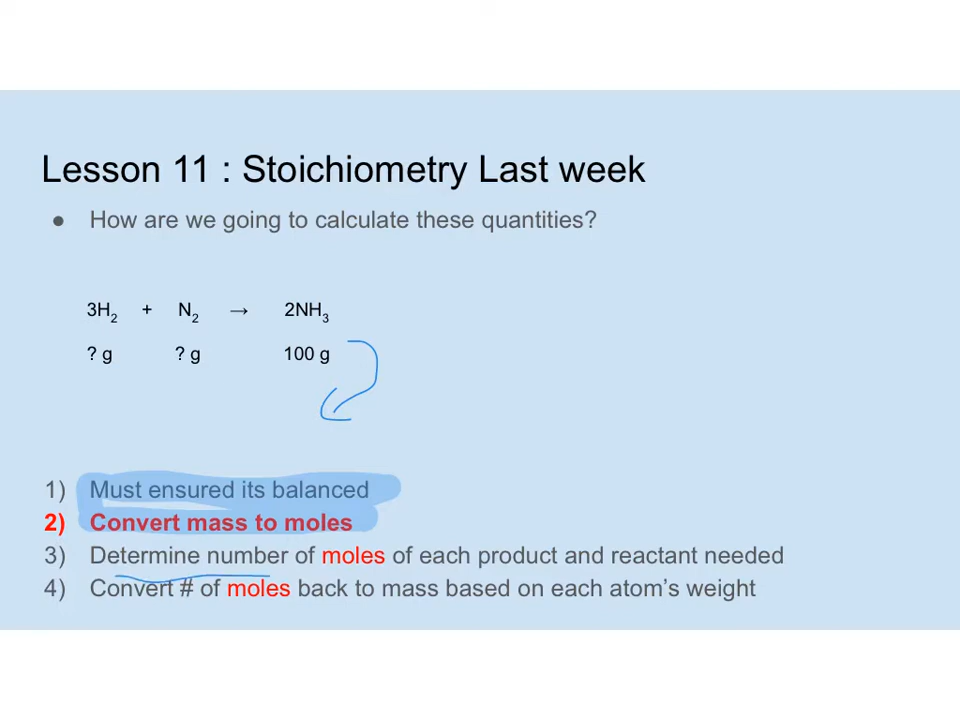 Lesson 11 : Stoichiometry Last week
● How are we going to calculate these quantities?
3H₂ + N₂ → 2NH₃
? g ? g 100 g
1) Must ensured its balanced
2) Convert mass to moles
3) Determine number of moles of each product and reactant needed
4) Convert # of moles back to mass based on each atom's weight